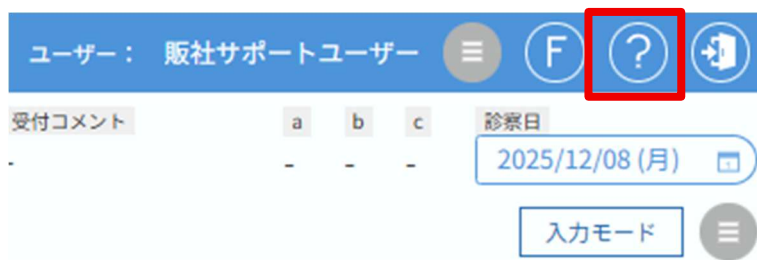 ユーザー： 販社サポートユーザー F ?
受付コメント a b c 診察日
- - - - 2025/12/08 (月)
入力モード